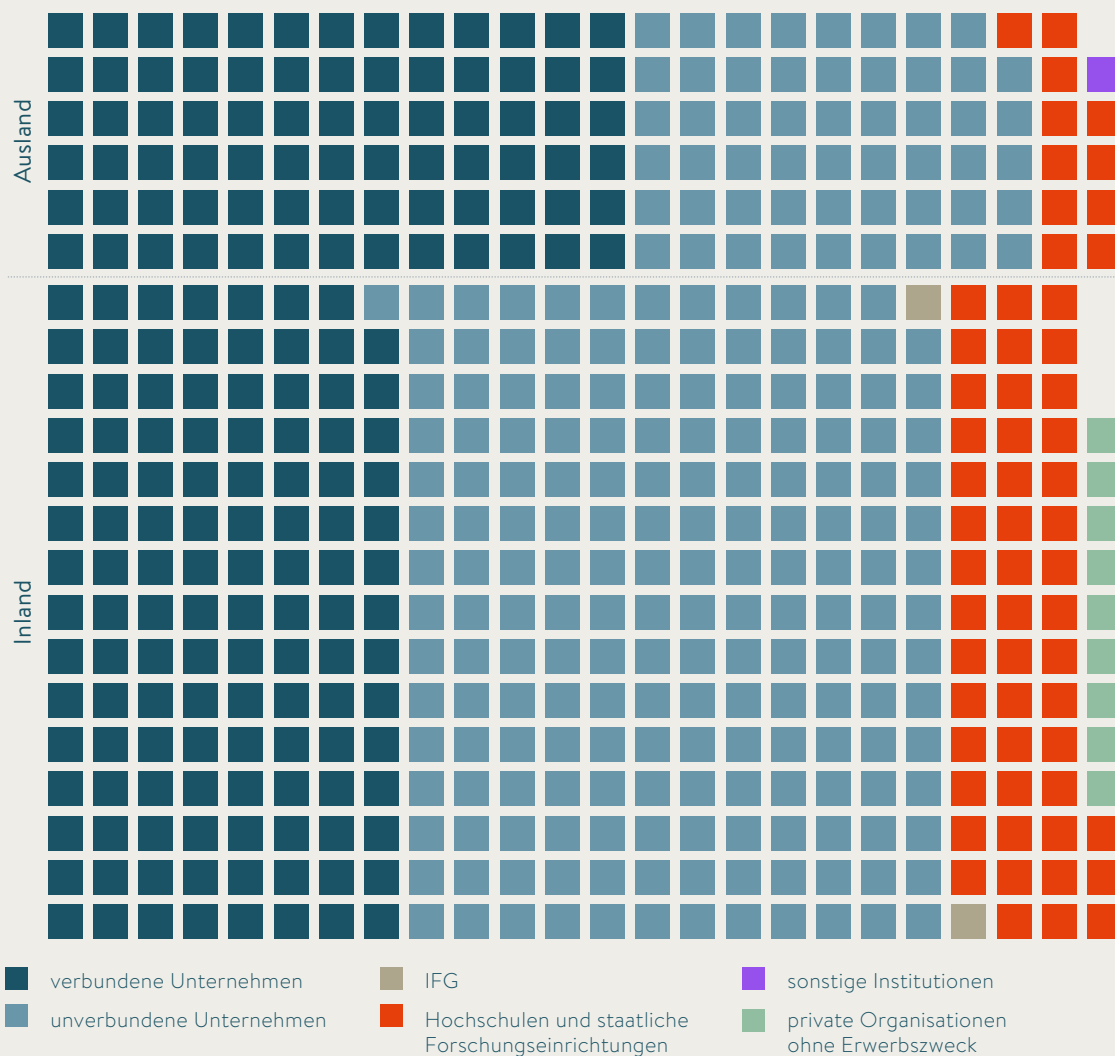 Ausland
Inland
verbundene Unternehmen
unverbundene Unternehmen
IFG
Hochschulen und staatliche
Forschungseinrichtungen
sonstige Institutionen
private Organisationen
ohne Erwerbszweck